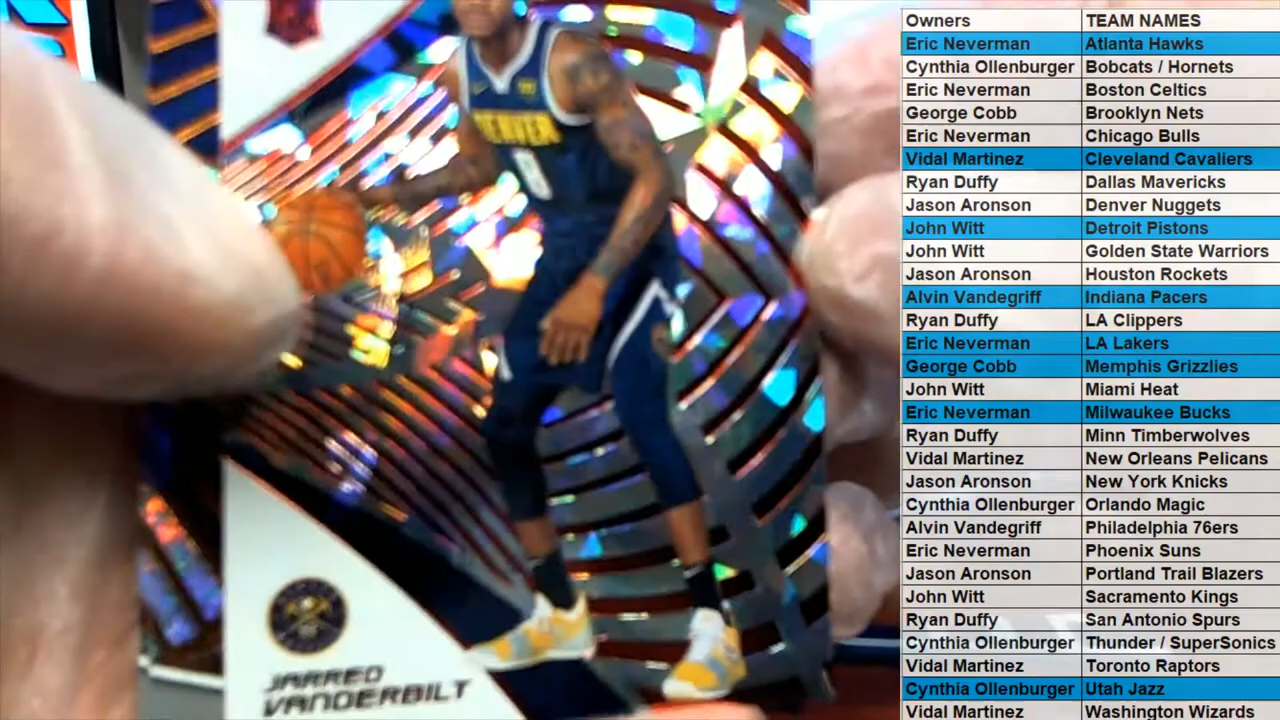 DENVER
8
JARRED
VANDERBILT
Owners TEAM NAMES
Eric Neverman Atlanta Hawks
Cynthia Ollenburger Bobcats / Hornets
Eric Neverman Boston Celtics
George Cobb Brooklyn Nets
Eric Neverman Chicago Bulls
Vidal Martinez Cleveland Cavaliers
Ryan Duffy Dallas Mavericks
Jason Aronson Denver Nuggets
John Witt Detroit Pistons
John Witt Golden State Warriors
Jason Aronson Houston Rockets
Alvin Vandegriff Indiana Pacers
Ryan Duffy LA Clippers
Eric Neverman LA Lakers
George Cobb Memphis Grizzlies
John Witt Miami Heat
Eric Neverman Milwaukee Bucks
Ryan Duffy Minn Timberwolves
Vidal Martinez New Orleans Pelicans
Jason Aronson New York Knicks
Cynthia Ollenburger Orlando Magic
Alvin Vandegriff Philadelphia 76ers
Eric Neverman Phoenix Suns
Jason Aronson Portland Trail Blazers
John Witt Sacramento Kings
Ryan Duffy San Antonio Spurs
Cynthia Ollenburger Thunder / SuperSonics
Vidal Martinez Toronto Raptors
Cynthia Ollenburger Utah Jazz
Vidal Martinez Washington Wizards